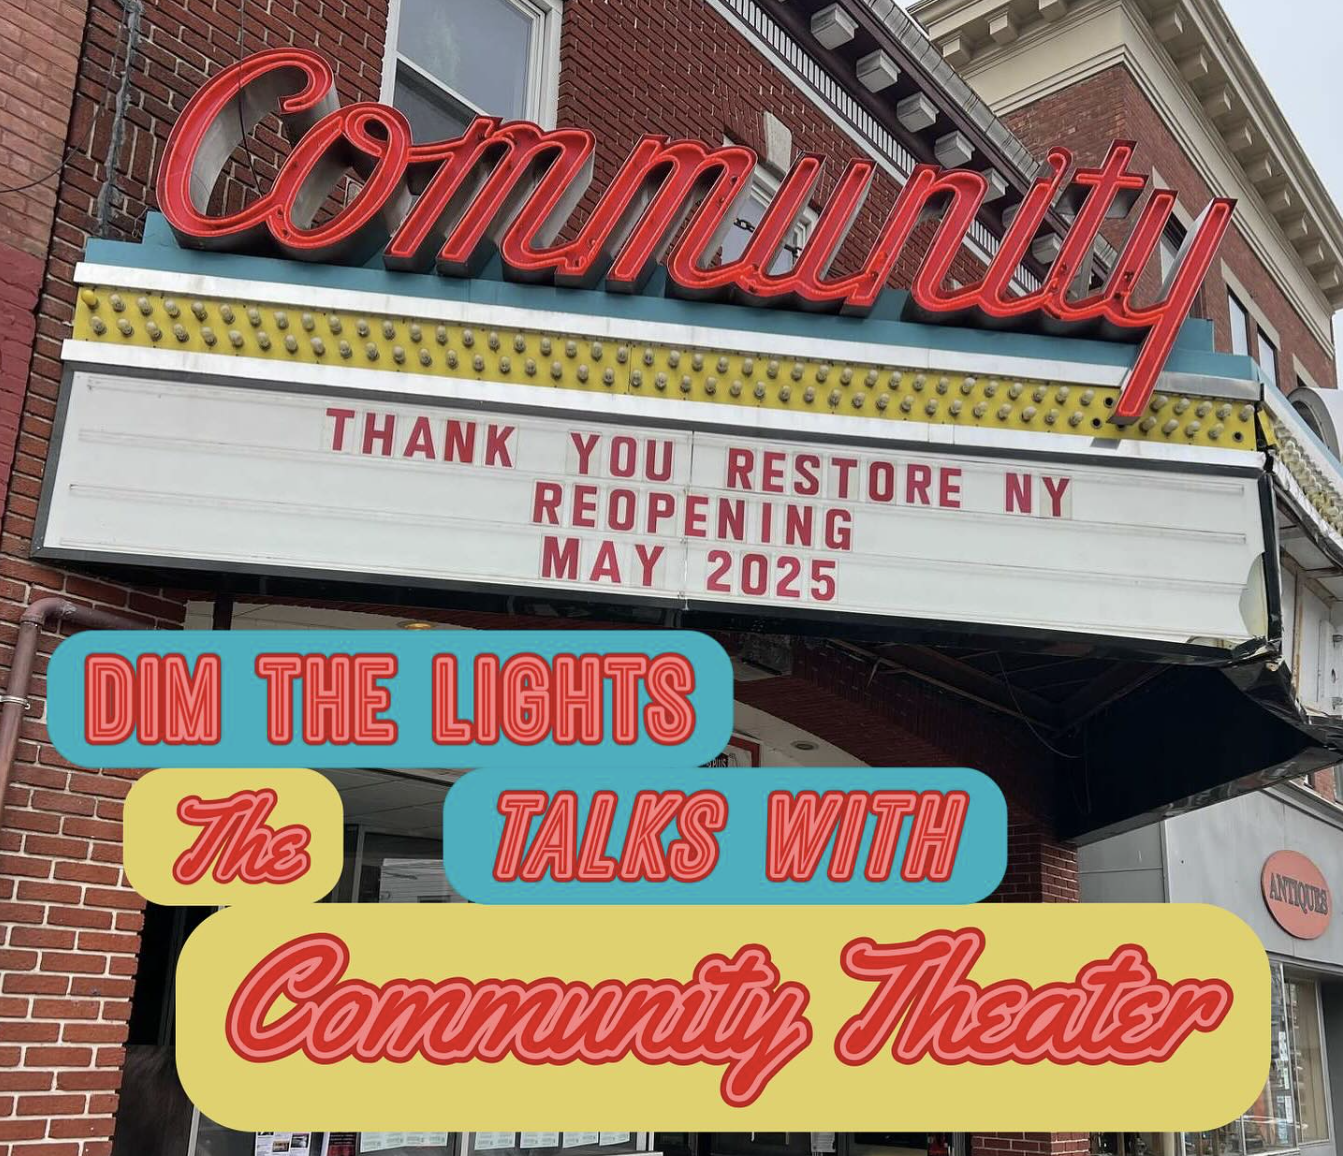 Community
THANK YOU RESTORE NY
REOPENING
MAY 2025
DIM THE LIGHTS
TALKS WITH
The
Community Theater
ANTIQUES